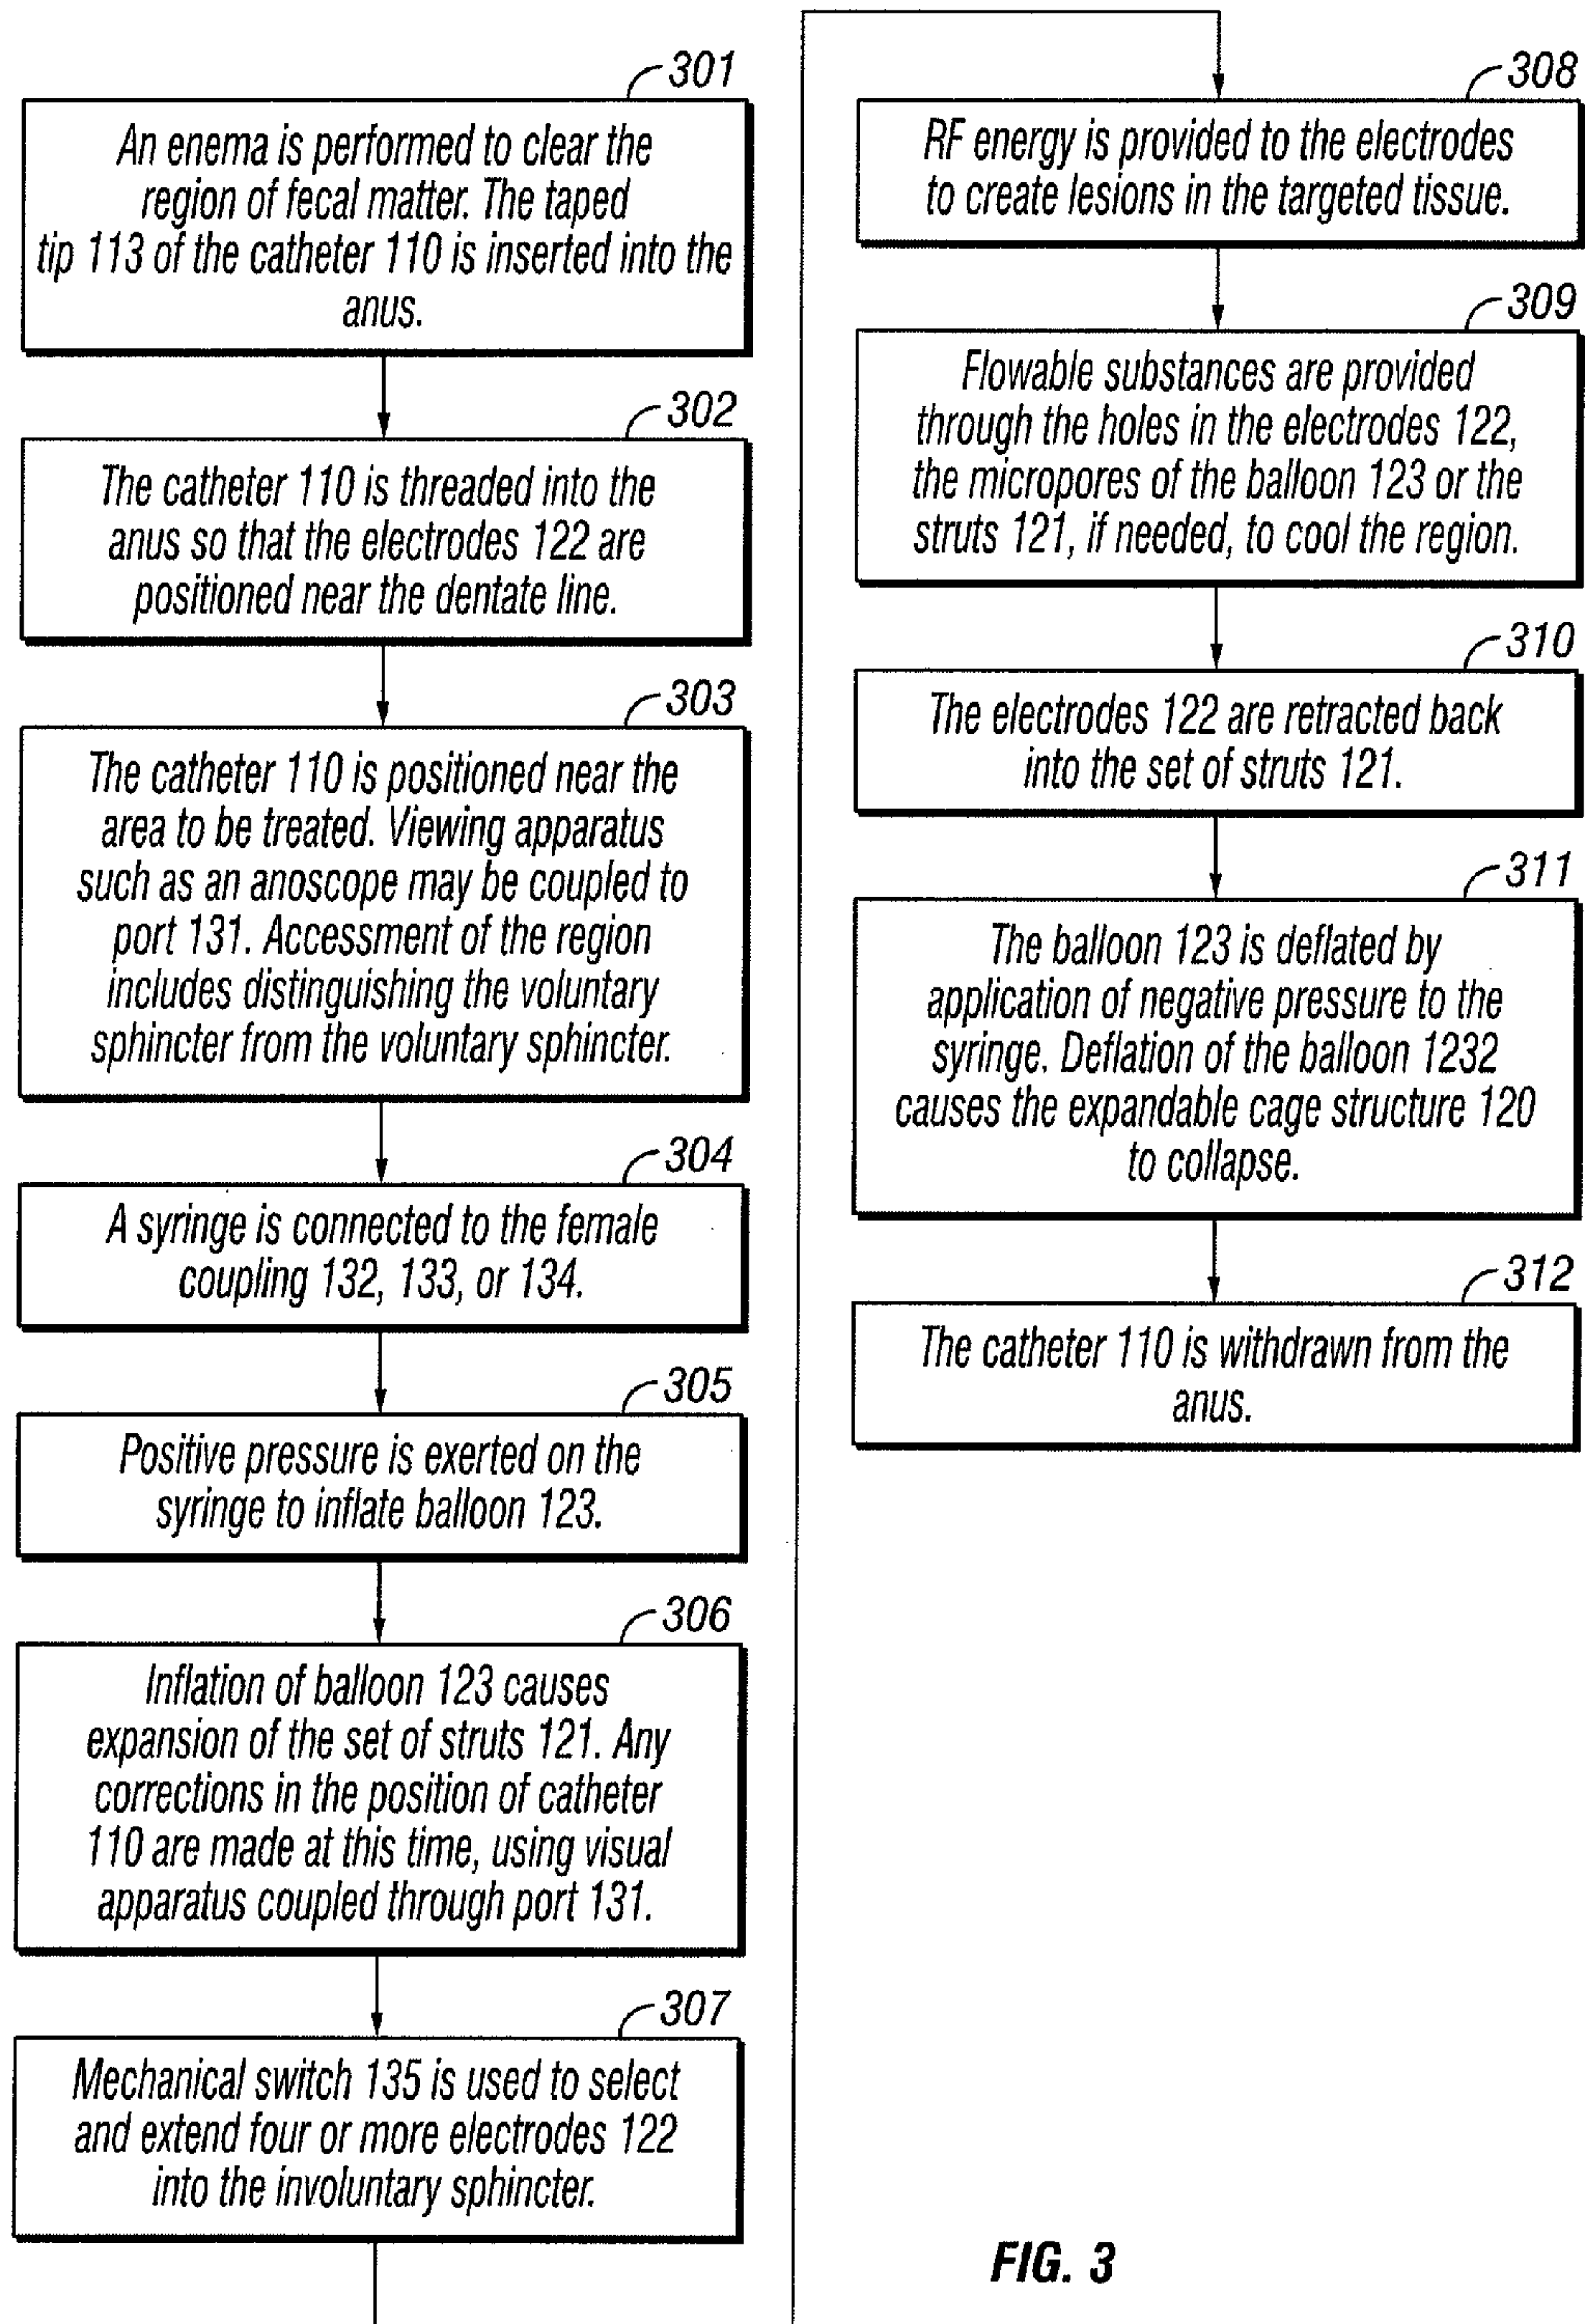 301
An enema is performed to clear the
region of fecal matter. The taped
tip 113 of the catheter 110 is inserted into the
anus.
302
The catheter 110 is threaded into the
anus so that the electrodes 122 are
positioned near the dentate line.
303
The catheter 110 is positioned near the
area to be treated. Viewing apparatus
such as an anoscope may be coupled to
port 131. Accessment of the region
includes distinguishing the voluntary
sphincter from the voluntary sphincter.
304
A syringe is connected to the female
coupling 132, 133, or 134.
305
Positive pressure is exerted on the
syringe to inflate balloon 123.
306
Inflation of balloon 123 causes
expansion of the set of struts 121. Any
corrections in the position of catheter
110 are made at this time, using visual
apparatus coupled through port 131.
307
Mechanical switch 135 is used to select
and extend four or more electrodes 122
into the involuntary sphincter.
308
RF energy is provided to the electrodes
to create lesions in the targeted tissue.
309
Flowable substances are provided
through the holes in the electrodes 122,
the micropores of the balloon 123 or the
struts 121, if needed, to cool the region.
310
The electrodes 122 are retracted back
into the set of struts 121.
311
The balloon 123 is deflated by
application of negative pressure to the
syringe. Deflation of the balloon 1232
causes the expandable cage structure 120
to collapse.
312
The catheter 110 is withdrawn from the
anus.
FIG. 3